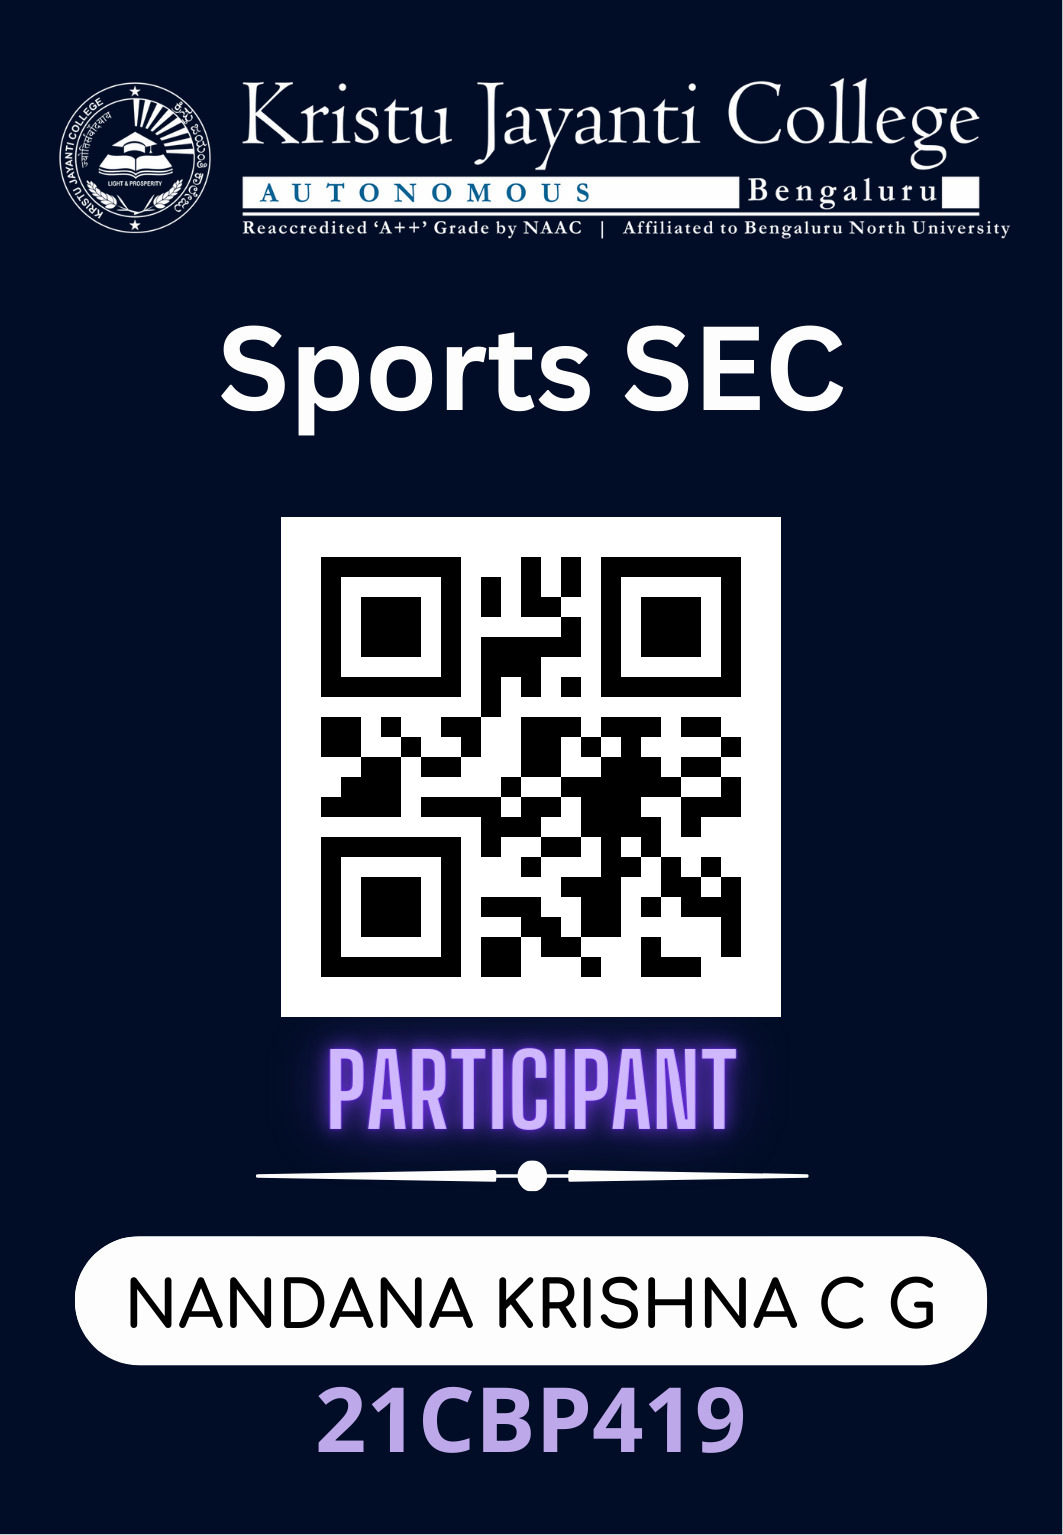 Kristu Jayanti College
AUTONOMOUS Bengaluru
Reaccredited ‘A++’ Grade by NAAC | Affiliated to Bengaluru North University
KRISTU JAYANTI COLLEGE
LIGHT & PROSPERITY
Sports SEC
PARTICIPANT
NANDANA KRISHNA C G
21CBP419